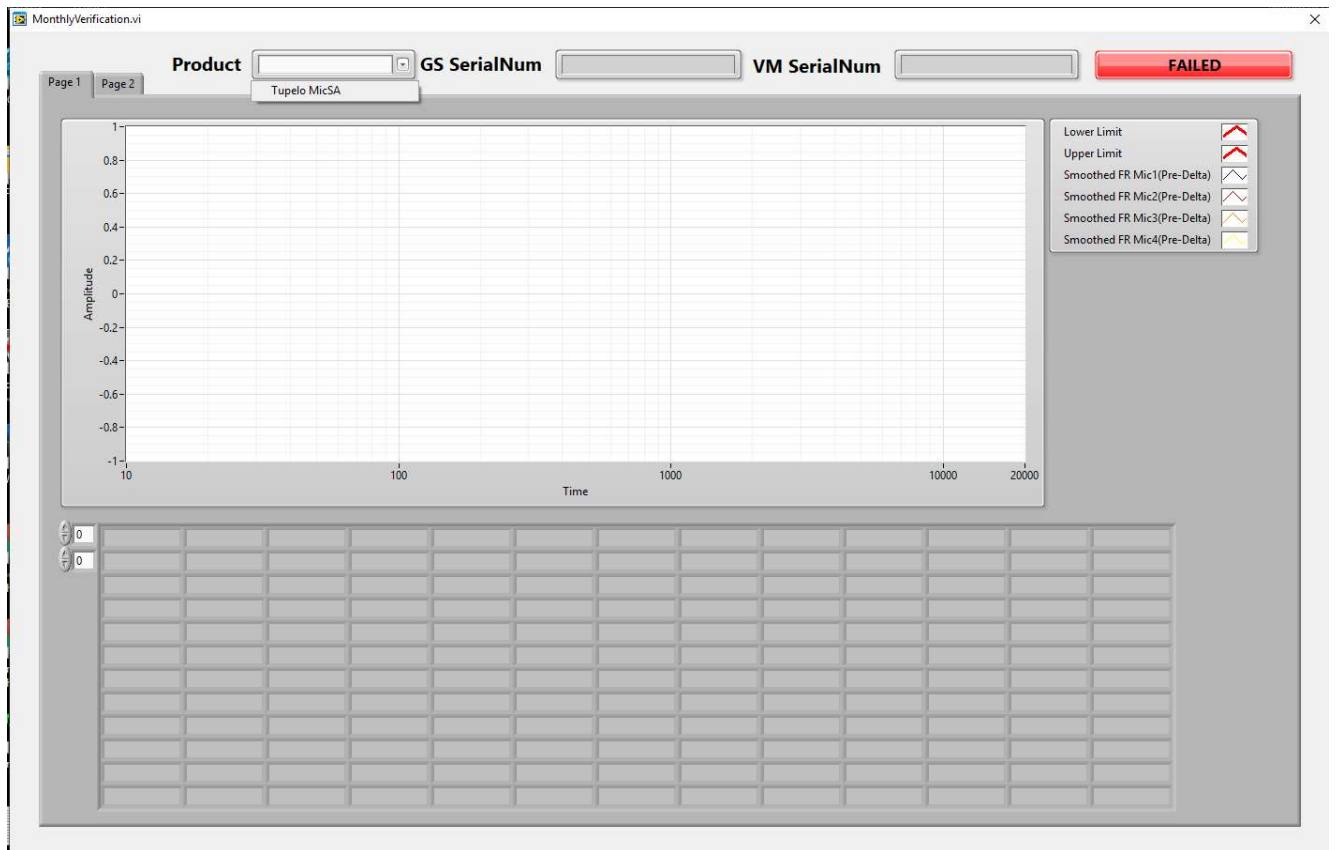 MonthlyVerification.vi
Product
GS SerialNum
VM SerialNum
FAILED
Page 1
Page 2
Tupelo MicSA
Lower Limit
Upper Limit
Smoothed FR Mic1(Pre-Delta)
Smoothed FR Mic2(Pre-Delta)
Smoothed FR Mic3(Pre-Delta)
Smoothed FR Mic4(Pre-Delta)
Amplitude
1
0.8
0.6
0.4
0.2
0
-0.2
-0.4
-0.6
-0.8
-1
10
100
1000
10000
20000
Time
0
0